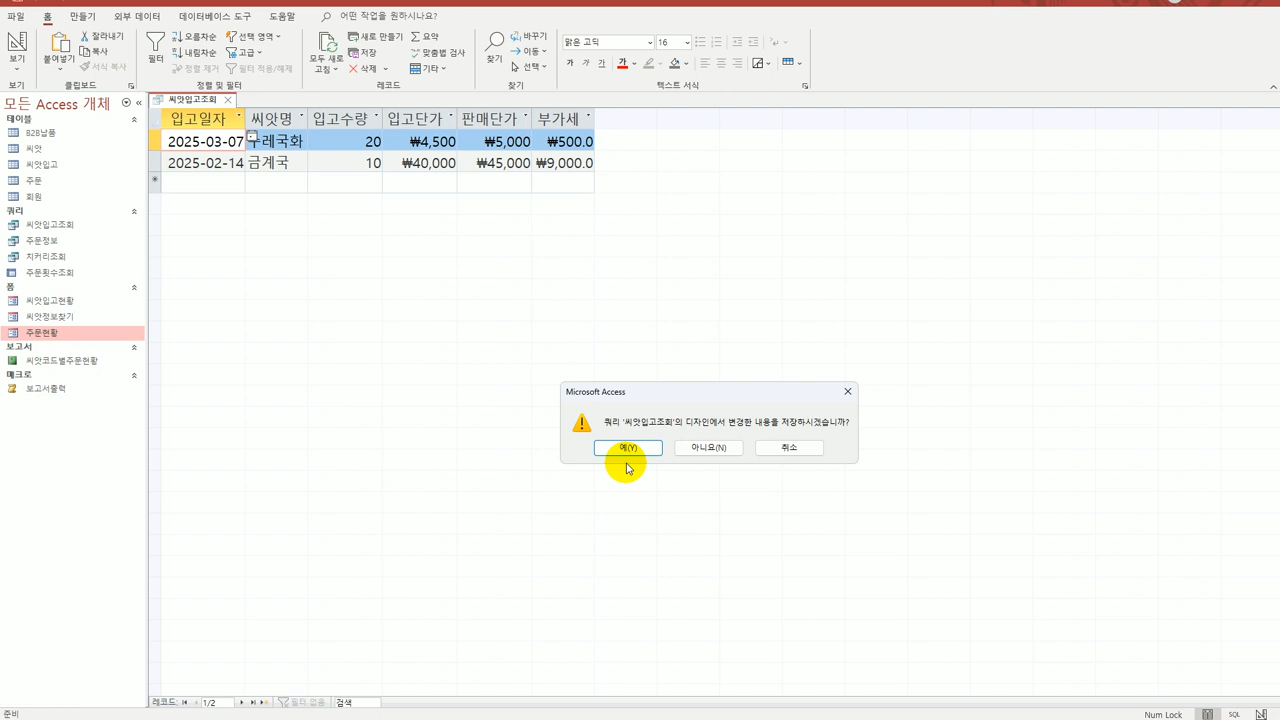 파일 홈 만들기 외부 데이터 데이터베이스 도구 도움말 어떤 작업을 원하시나요?
보기
보기
붙여넣기
잘라내기
복사
서식 복사
클립보드
필터
오름차순
내림차순
정렬 제거
선택 영역
고급
필터 적용/해제
정렬 및 필터
모두 새로
고침
새로 만들기
저장
삭제
요약
맞춤법 검사
기타
레코드
찾기
바꾸기
이동
선택
찾기
맑은 고딕 16
가 가 가 가
텍스트 서식
모든 Access 개체
테이블
B2B납품
씨앗
씨앗입고
주문
회원
쿼리
씨앗입고조회
주문정보
치커리조회
주문횟수조회
폼
씨앗입고현황
씨앗정보찾기
주문현황
보고서
씨앗코드별주문현황
매크로
보고서출력
씨앗입고조회
입고일자 씨앗명 입고수량 입고단가 판매단가 부가세
2025-03-07 레국화 20 ₩4,500 ₩5,000 ₩500.0
2025-02-14 금계국 10 ₩40,000 ₩45,000 ₩9,000.0
Microsoft Access
쿼리 '씨앗입고조회'의 디자인에서 변경한 내용을 저장하시겠습니까?
예(Y) 아니요(N) 취소
레코드: 1/2 필터 없음 검색
준비 Num Lock SQL